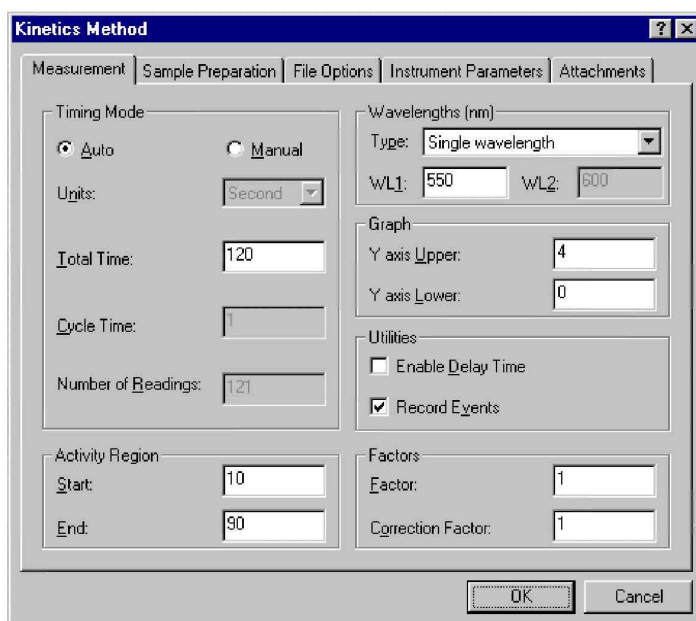 Kinetics Method
Measurement Sample Preparation File Options Instrument Parameters Attachments
Timing Mode
Auto Manual
Units: Second
Total Time: 120
Cycle Time: 1
Number of Readings: 121
Activity Region
Start: 10
End: 90
Wavelengths (nm)
Type: Single wavelength
WL1: 550 WL2: 600
Graph
Y axis Upper: 4
Y axis Lower: 0
Utilities
Enable Delay Time
Record Events
Factors
Factor: 1
Correction Factor: 1
OK Cancel